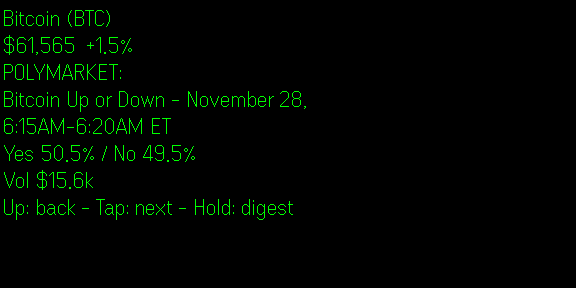 Bitcoin (BTC)
$61,565 +1.5%
POLYMARKET:
Bitcoin Up or Down - November 28,
6:15AM-6:20AM ET
Yes 50.5% / No 49.5%
Vol $15.6k
Up: back - Tap: next - Hold: digest